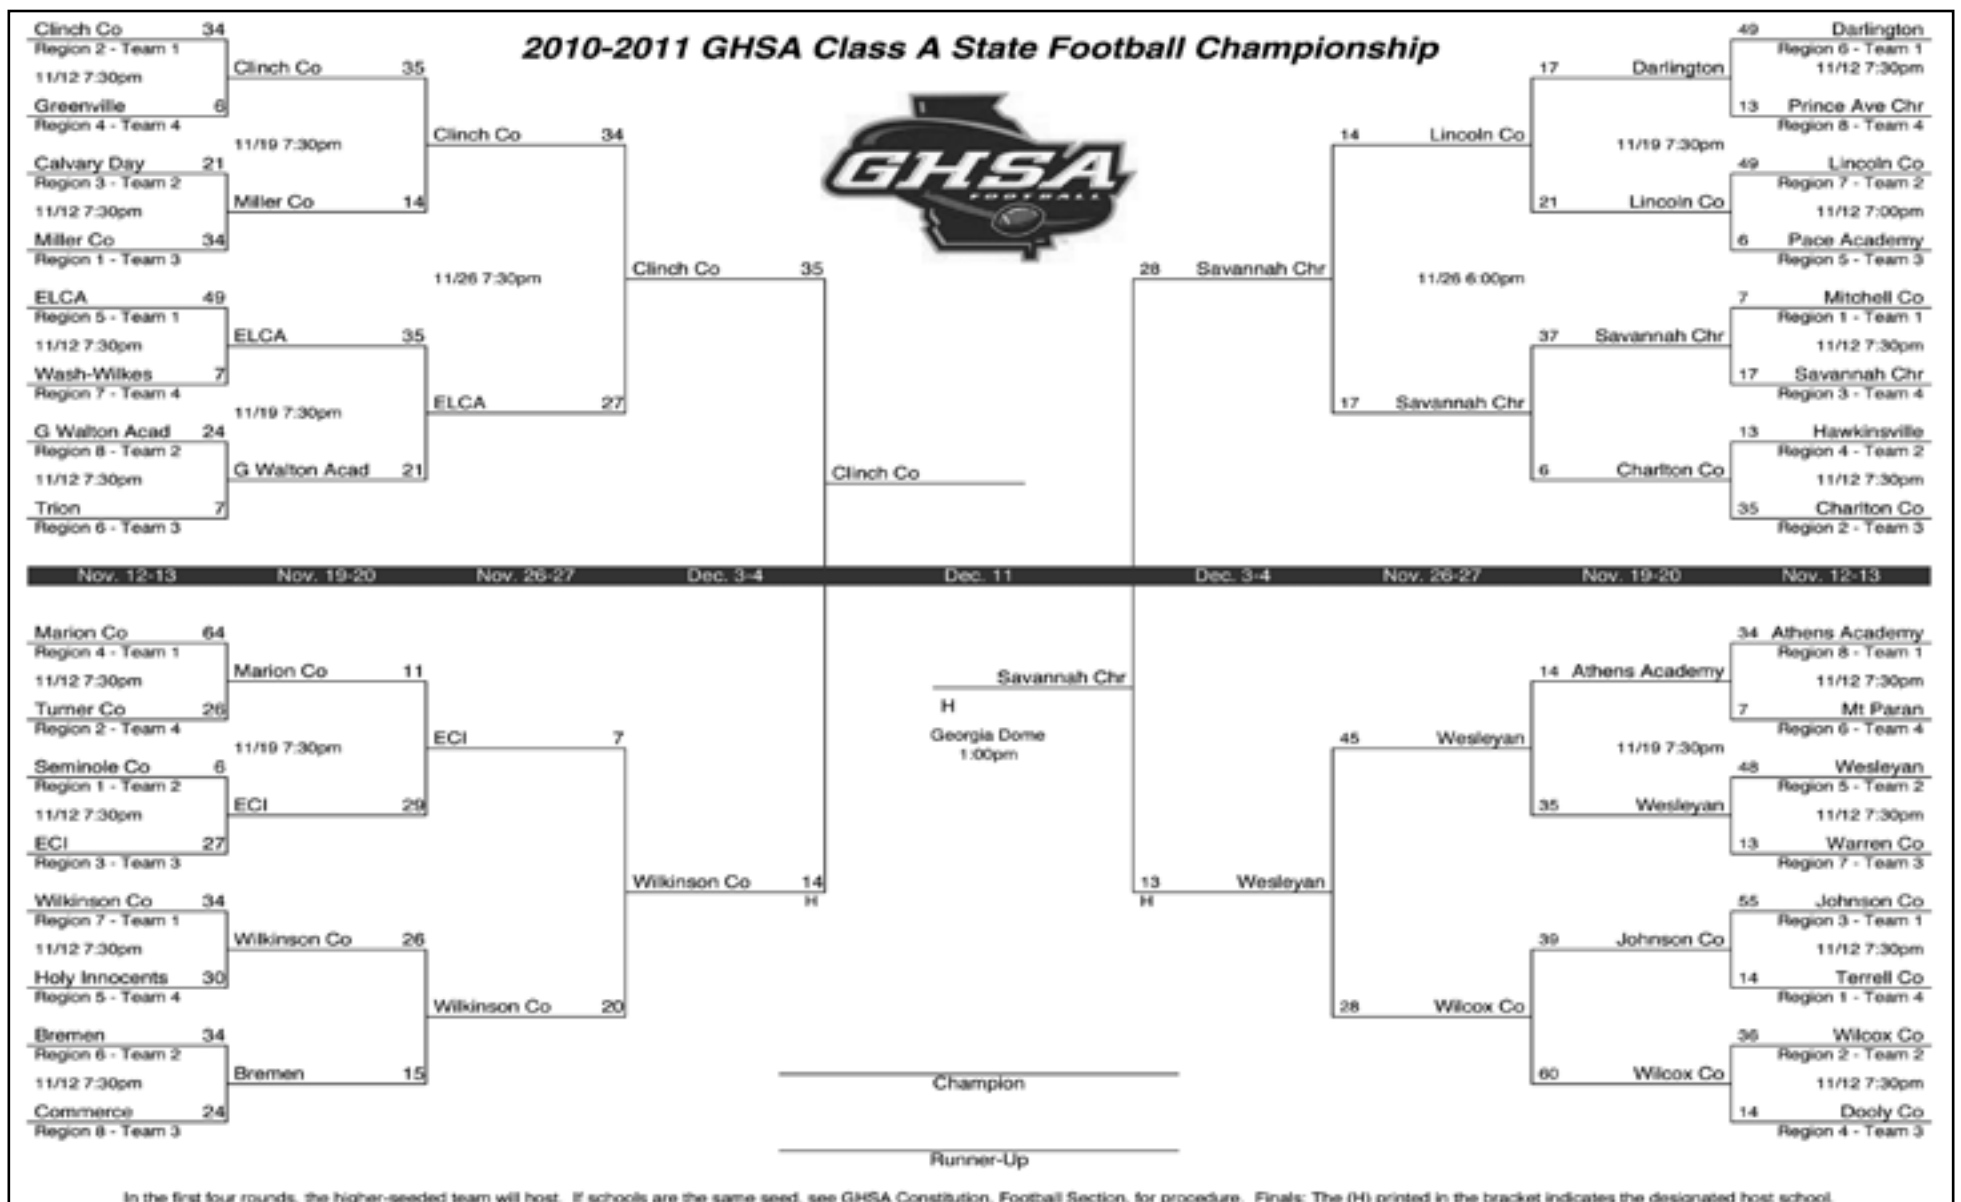 2010-2011 GHSA Class A State Football Championship
GHSA
FOOTBALL
Clinch Co 34
Region 2 - Team 1
11/12 7:30pm
Greenville 6
Region 4 - Team 4
Calvary Day 21
Region 3 - Team 2
11/12 7:30pm
Miller Co 34
Region 1 - Team 3
ELCA 49
Region 5 - Team 1
11/12 7:30pm
Wash-Wilkes 7
Region 7 - Team 4
G Walton Acad 24
Region 8 - Team 2
11/12 7:30pm
Trion 7
Region 6 - Team 3
Clinch Co 35
11/19 7:30pm
Miller Co 14
ELCA 35
11/19 7:30pm
G Walton Acad 21
Clinch Co 34
11/26 7:30pm
ELCA 27
Clinch Co 35
Clinch Co
49 Darlington
Region 6 - Team 1
11/12 7:30pm
13 Prince Ave Chr
Region 8 - Team 4
49 Lincoln Co
Region 7 - Team 2
11/12 7:00pm
6 Pace Academy
Region 5 - Team 3
7 Mitchell Co
Region 1 - Team 1
11/12 7:30pm
17 Savannah Chr
Region 3 - Team 4
13 Hawkinsville
Region 4 - Team 2
11/12 7:30pm
35 Charlton Co
Region 2 - Team 3
17 Darlington
11/19 7:30pm
21 Lincoln Co
37 Savannah Chr
6 Charlton Co
14 Lincoln Co
11/26 6:00pm
17 Savannah Chr
28 Savannah Chr
Nov. 12-13 Nov. 19-20 Nov. 26-27 Dec. 3-4 Dec. 11 Dec. 3-4 Nov. 26-27 Nov. 19-20 Nov. 12-13
Marion Co 64
Region 4 - Team 1
11/12 7:30pm
Turner Co 26
Region 2 - Team 4
Seminole Co 6
Region 1 - Team 2
11/12 7:30pm
ECI 27
Region 3 - Team 3
Wilkinson Co 34
Region 7 - Team 1
11/12 7:30pm
Holy Innocents 30
Region 5 - Team 4
Bremen 34
Region 6 - Team 2
11/12 7:30pm
Commerce 24
Region 8 - Team 3
Marion Co 11
11/19 7:30pm
ECI 29
Wilkinson Co 26
Bremen 15
ECI 7
Wilkinson Co 20
Wilkinson Co 14
H
Savannah Chr
H
Georgia Dome
1:00pm
34 Athens Academy
Region 8 - Team 1
11/12 7:30pm
7 Mt Paran
Region 6 - Team 4
48 Wesleyan
Region 5 - Team 2
11/12 7:30pm
13 Warren Co
Region 7 - Team 3
55 Johnson Co
Region 3 - Team 1
11/12 7:30pm
14 Terrell Co
Region 1 - Team 4
36 Wilcox Co
Region 2 - Team 2
11/12 7:30pm
14 Dooly Co
Region 4 - Team 3
14 Athens Academy
11/19 7:30pm
35 Wesleyan
39 Johnson Co
60 Wilcox Co
45 Wesleyan
28 Wilcox Co
13 Wesleyan
H
Champion
Runner-Up
In the first four rounds, the higher-seeded team will host. If schools are the same seed, see GHSA Constitution, Football Section, for procedure. Finals: The (H) printed in the bracket indicates the designated host school.